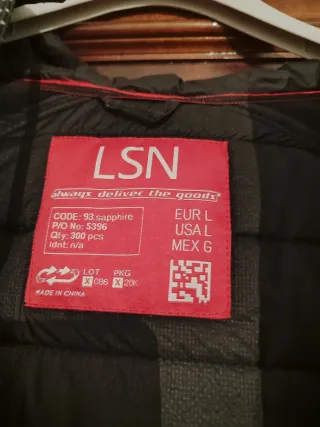 LSN
always deliver the goods
CODE: 93.sapphire
P/O No: 5396
Qty: 300 pcs
Idnt: n/a
EUR L
USA L
MEX G
LOT PKG
X C86 X 20K
MADE IN CHINA